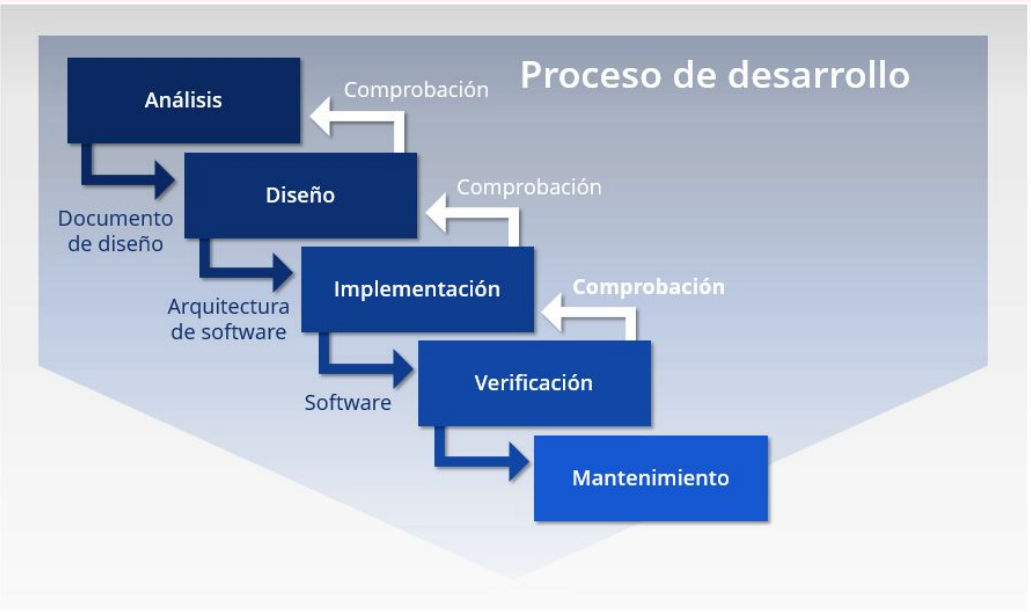 Proceso de desarrollo
Análisis
Comprobación
Documento
de diseño
Diseño
Comprobación
Arquitectura
de software
Implementación
Comprobación
Software
Verificación
Mantenimiento